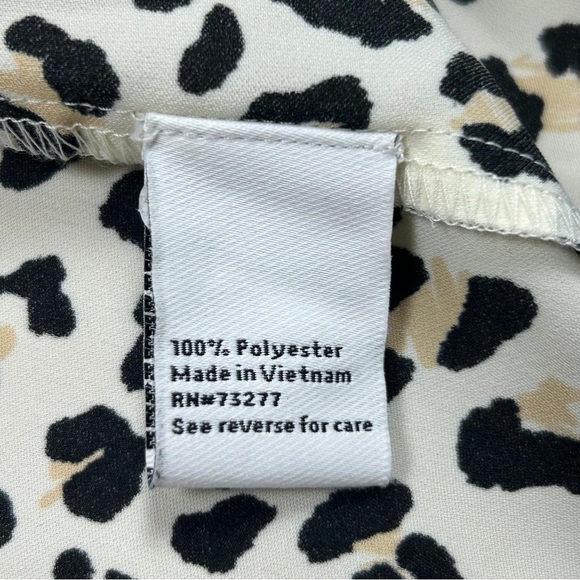 100% Polyester
Made in Vietnam
RN#73277
See reverse for care